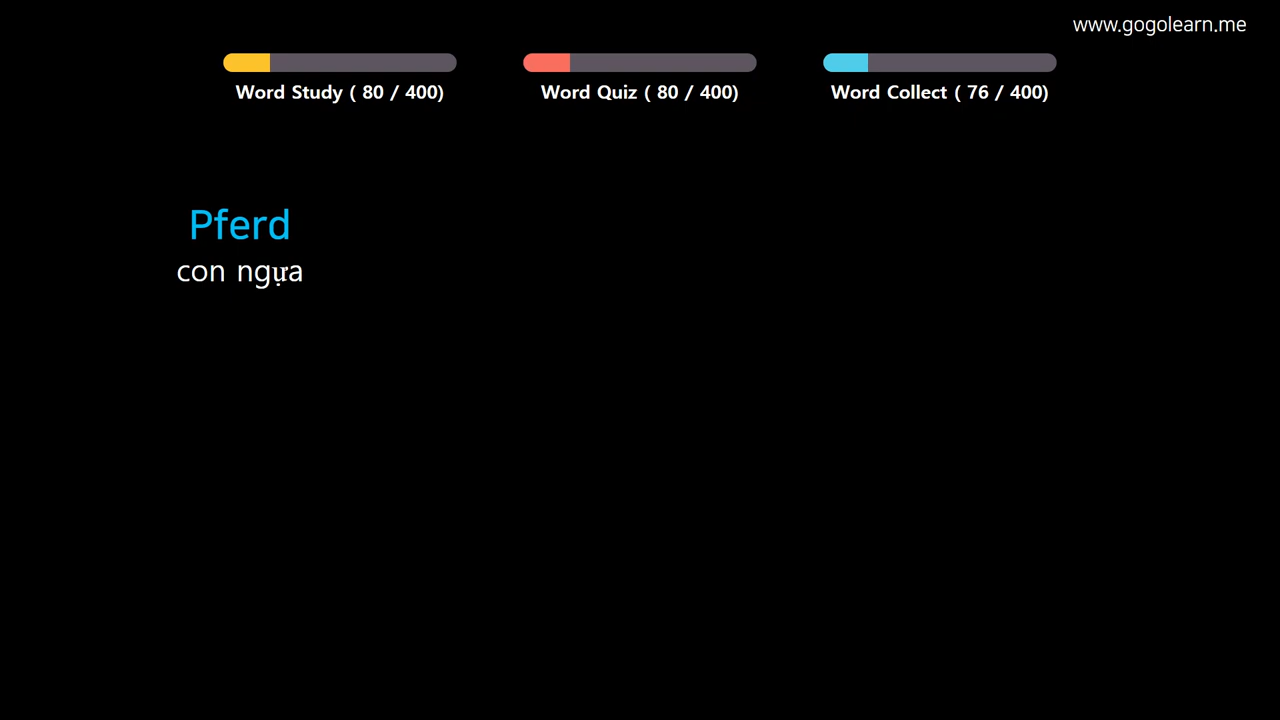 www.gogolearn.me
Word Study ( 80 / 400)
Word Quiz ( 80 / 400)
Word Collect ( 76 / 400)
Pferd
con ngựa